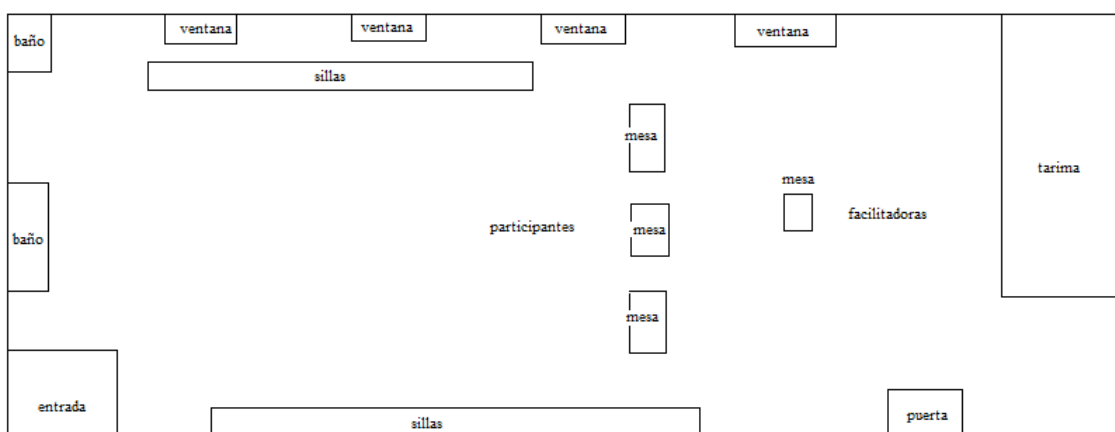 ventana
ventana
ventana
ventana
baño
sillas
mesa
tarima
mesa
facilitadoras
participantes
mesa
baño
mesa
entrada
puerta
sillas